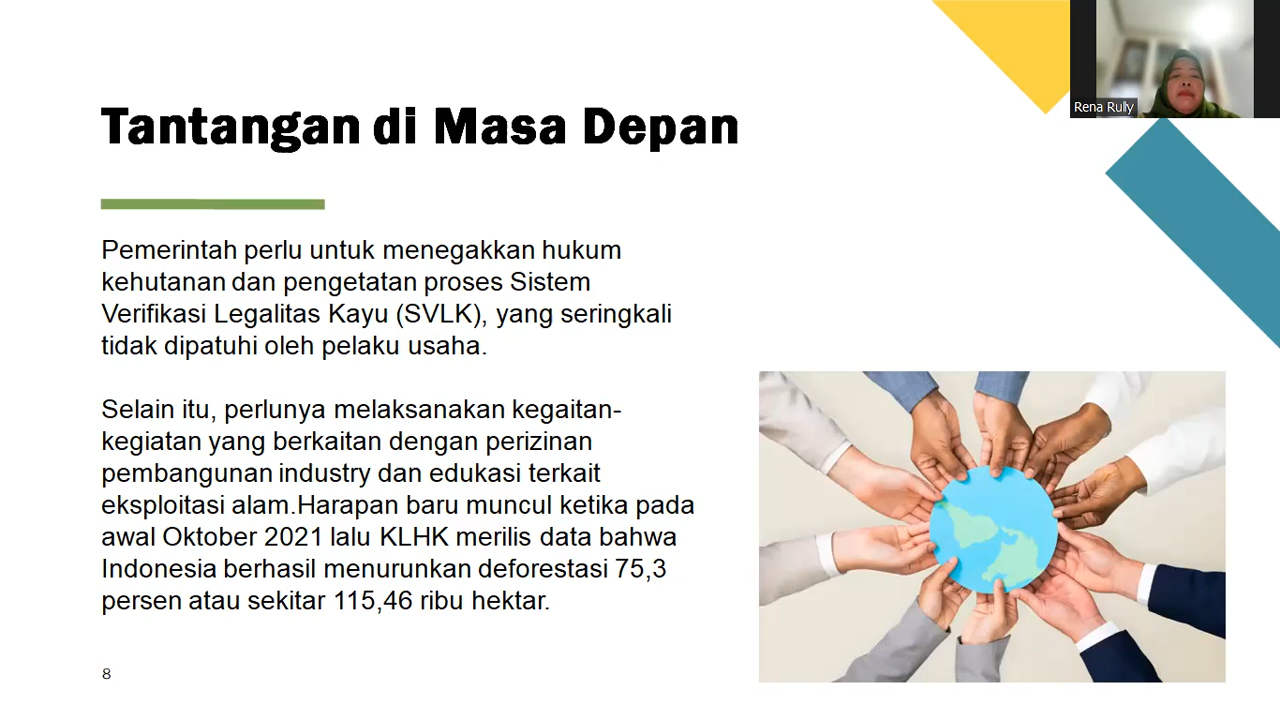 Rena Rully
Tantangan di Masa Depan
Pemerintah perlu untuk menegakkan hukum
kehutanan dan pengetatan proses Sistem
Verifikasi Legalitas Kayu (SVLK), yang seringkali
tidak dipatuhi oleh pelaku usaha.
Selain itu, perlunya melaksanakan kegaitan-
kegiatan yang berkaitan dengan perizinan
pembangunan industry dan edukasi terkait
eksploitasi alam.Harapan baru muncul ketika pada
awal Oktober 2021 lalu KLHK merilis data bahwa
Indonesia berhasil menurunkan deforestasi 75,3
persen atau sekitar 115,46 ribu hektar.
8